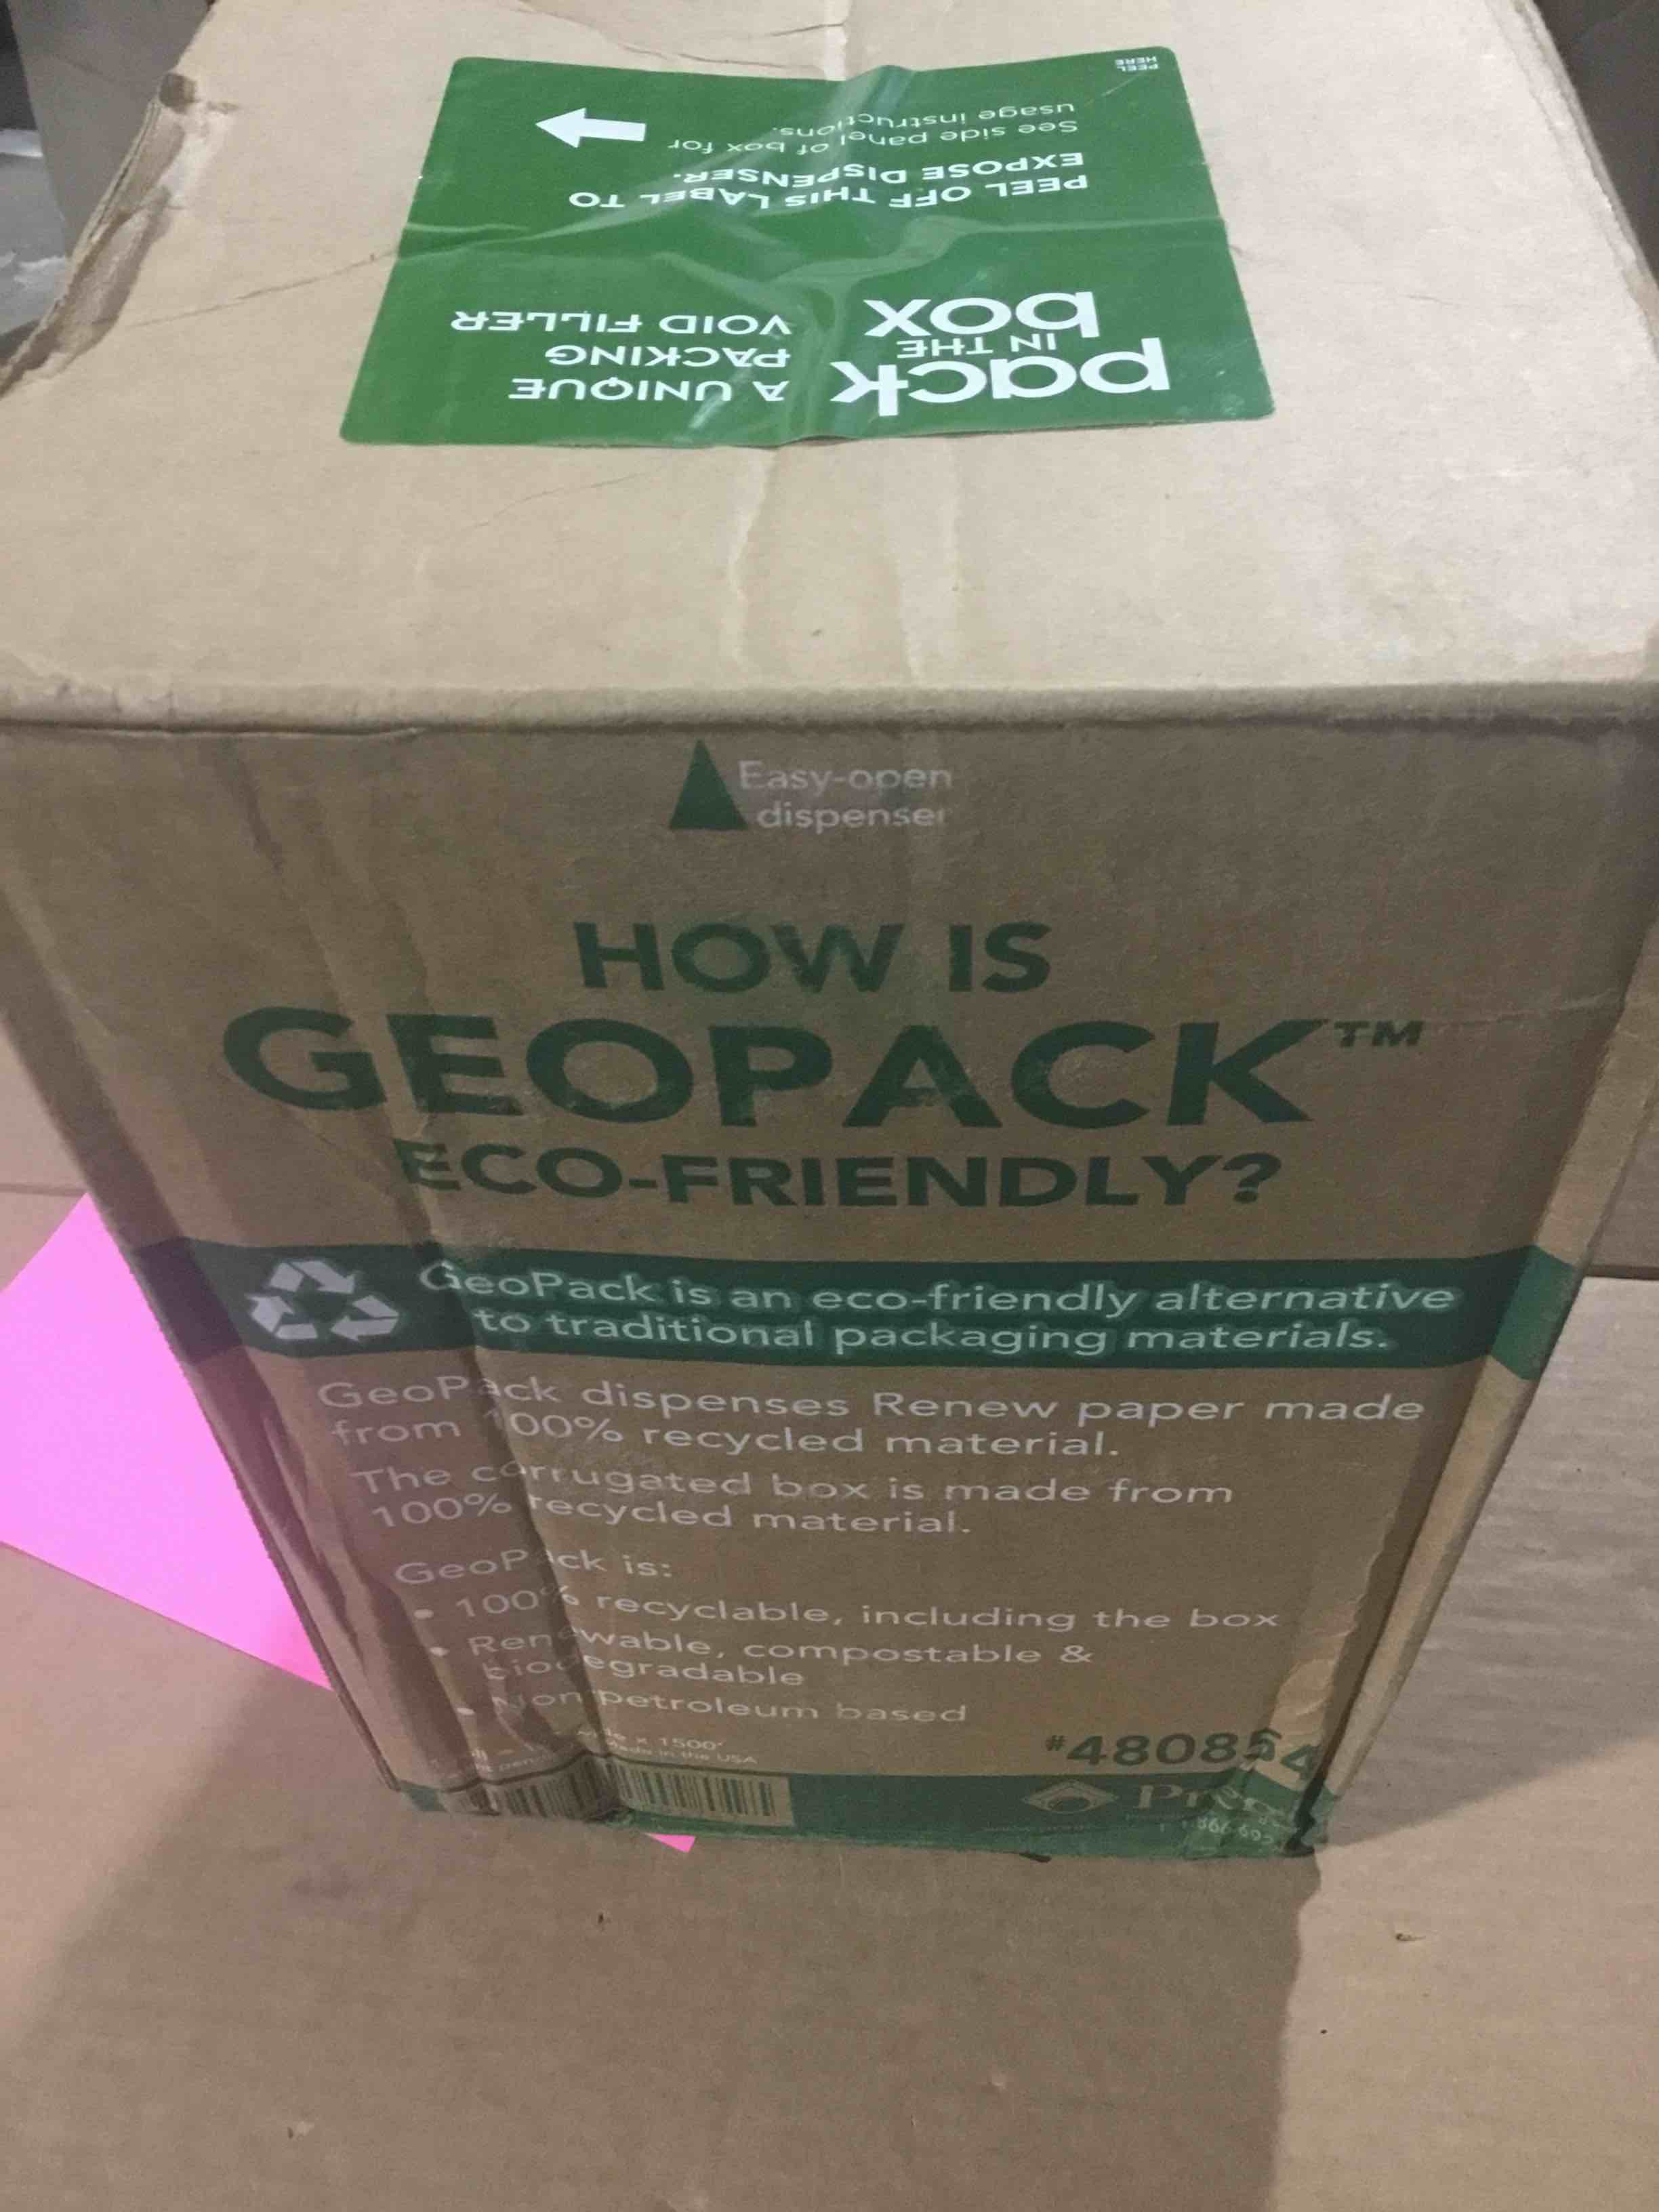 pack
IN THE
box
A UNIQUE
PACKING
VOID FILLER
PEEL OFF THIS LABEL TO
EXPOSE DISPENSER.
See side panel of box for
usage instructions.
PEEL
HERE
Easy-open
dispenser
HOW IS
GEOPACK™
ECO-FRIENDLY?
GeoPack is an eco-friendly alternative
to traditional packaging materials.
GeoPack dispenses Renew paper made
from 100% recycled material.
The corrugated box is made from
100% recycled material.
GeoPack is:
• 100% recyclable, including the box
• Renewable, compostable &
biodegradable
• Non petroleum based
x 1500'
Made in the USA